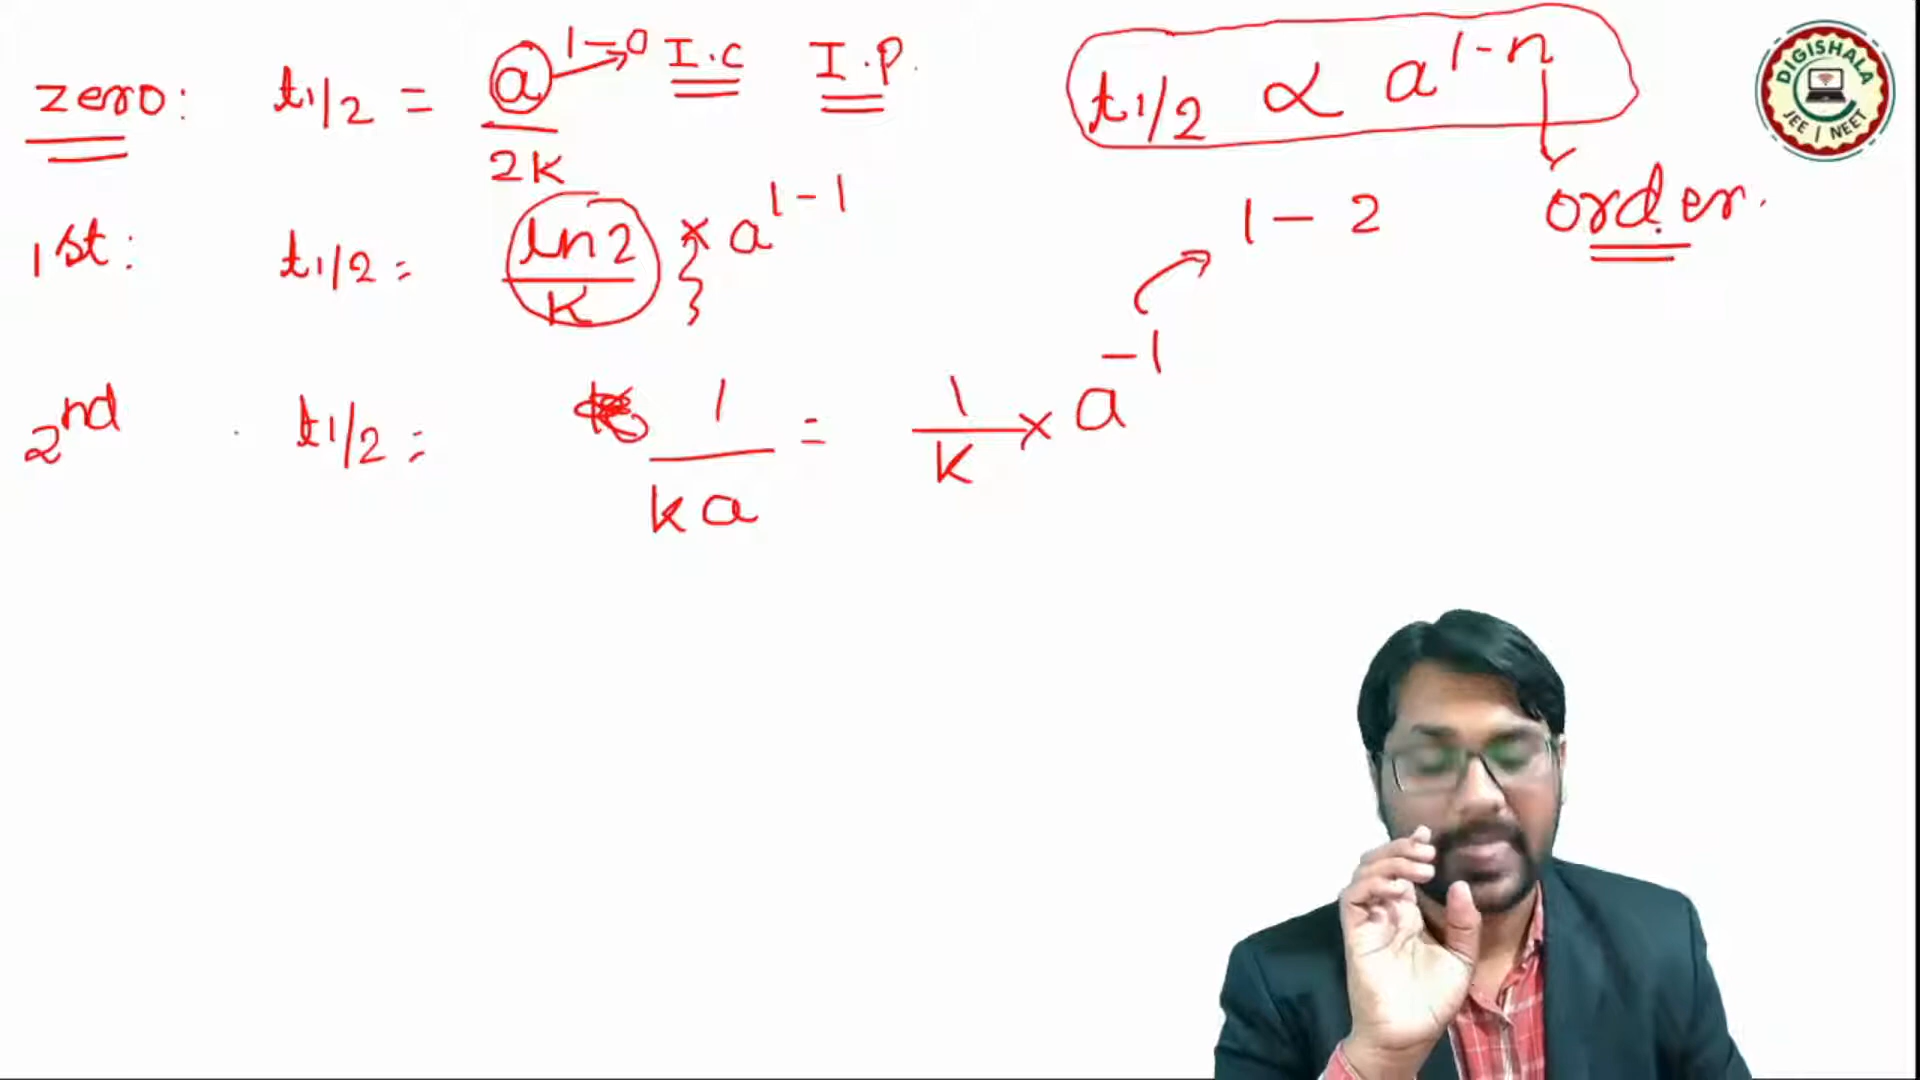 zero: t1/2 = a/2K 1-0 I.C I.P.
t1/2 ∝ a^1-n
order.
1st: t1/2 = ln2/K × a^1-1
1 - 2
2nd t1/2 = 1/Ka = 1/K × a^-1
DIGISHALA
JEE | NEET